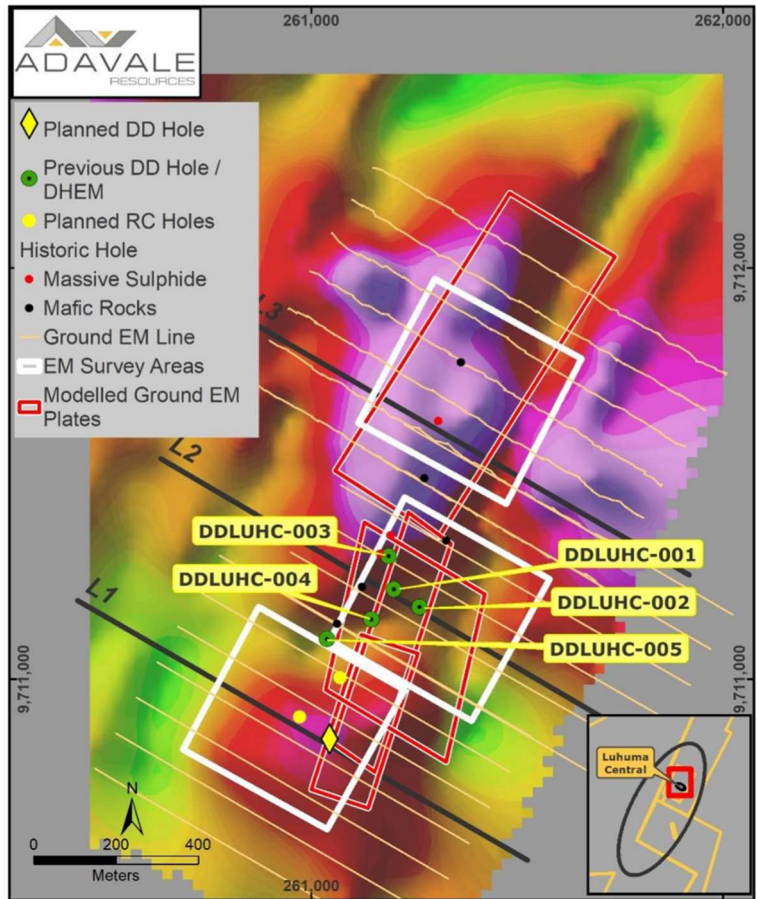 261,000
262,000
ADAVALE
RESOURCES
Planned DD Hole
Previous DD Hole /
DHEM
Planned RC Holes
Historic Hole
Massive Sulphide
Mafic Rocks
Ground EM Line
EM Survey Areas
Modelled Ground EM
Plates
9,712,000
L3
L2
L1
DDLUHC-003
DDLUHC-004
DDLUHC-001
DDLUHC-002
DDLUHC-005
9,711,000
9,711,000
Luhuma
Central
N
0
200
400
Meters
261,000